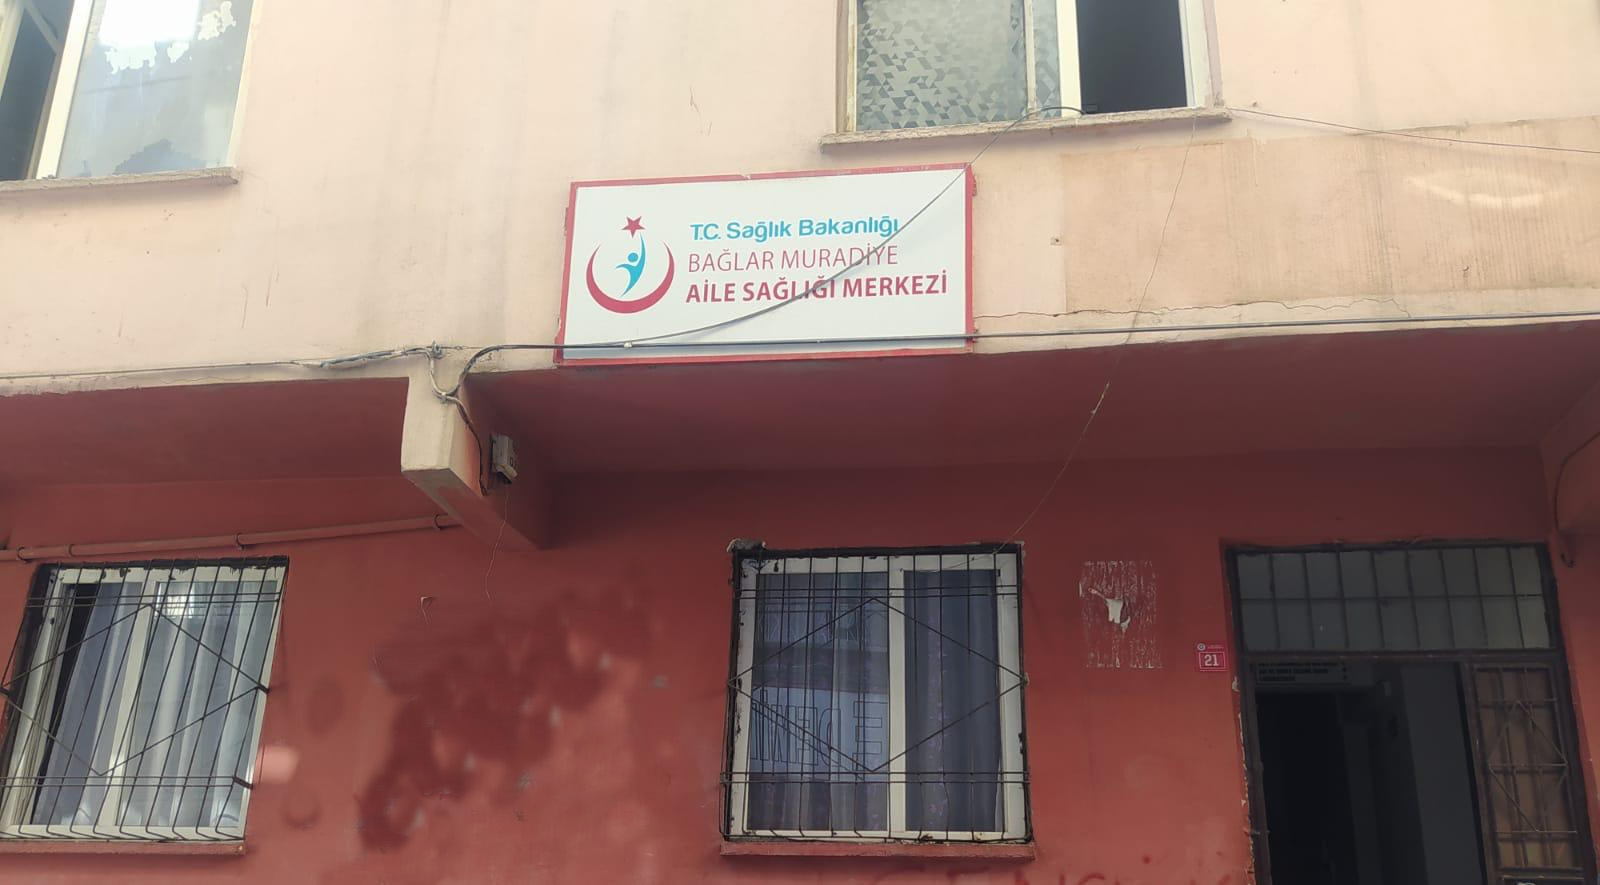 T.C. Sağlık Bakanlığı
BAĞLAR MURADİYE
AİLE SAĞLIĞI MERKEZİ
21